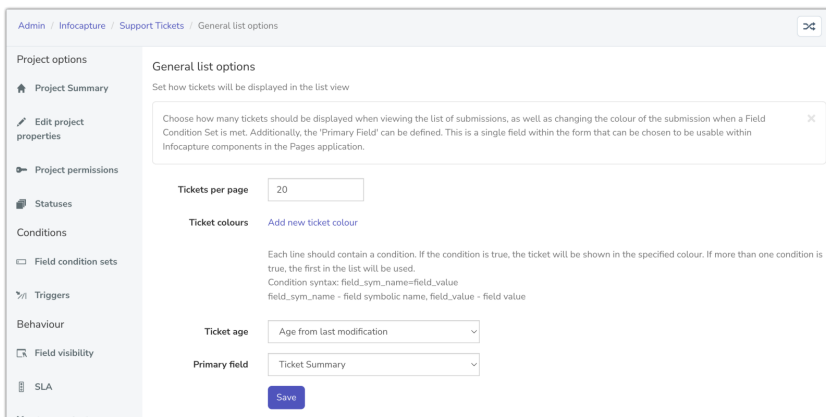 Admin / Infocapture / Support Tickets / General list options
Project options
Project Summary
Edit project
properties
Project permissions
Statuses
Conditions
Field condition sets
Triggers
Behaviour
Field visibility
SLA
General list options
Set how tickets will be displayed in the list view
Choose how many tickets should be displayed when viewing the list of submissions, as well as changing the colour of the submission when a Field
Condition Set is met. Additionally, the 'Primary Field' can be defined. This is a single field within the form that can be chosen to be usable within
Infocapture components in the Pages application.
Tickets per page 20
Ticket colours Add new ticket colour
Each line should contain a condition. If the condition is true, the ticket will be shown in the specified colour. If more than one condition is
true, the first in the list will be used.
Condition syntax: field_sym_name=field_value
field_sym_name - field symbolic name, field_value - field value
Ticket age Age from last modification
Primary field Ticket Summary
Save